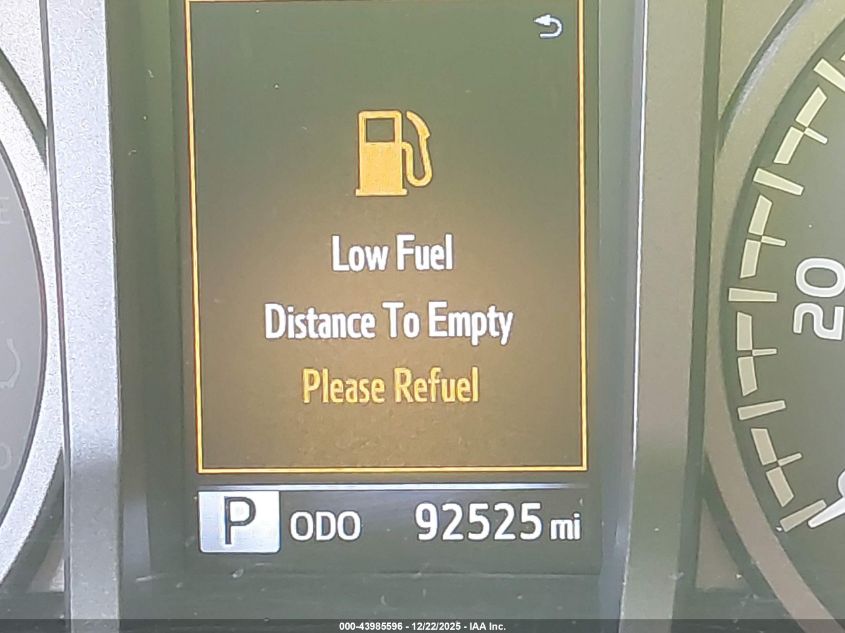 Low Fuel
Distance To Empty
Please Refuel
P ODO 92525 mi
20
000-43985596 - 12/22/2025 - IAA Inc.